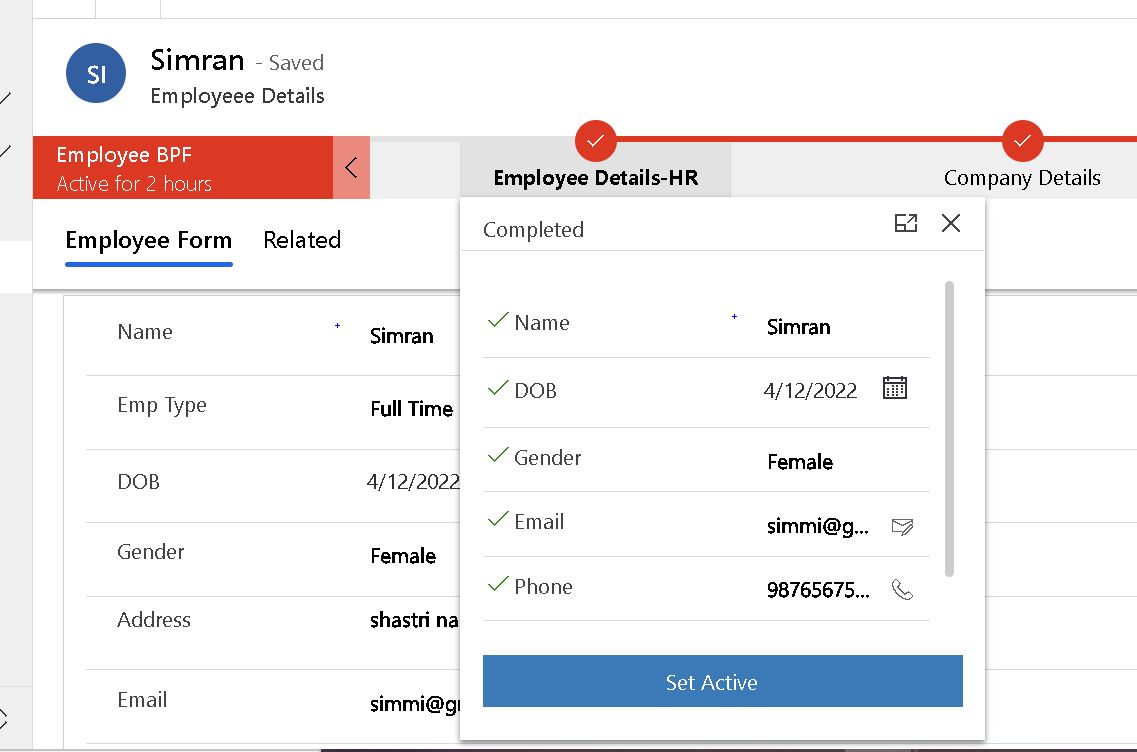 SI
Simran - Saved
Employeee Details
Employee BPF
Active for 2 hours
Employee Details-HR
Company Details
Employee Form Related
Name + Simran
Emp Type Full Time
DOB 4/12/2022
Gender Female
Address shastri na
Email simmi@g
Completed
Name + Simran
DOB 4/12/2022
Gender Female
Email simmi@g...
Phone 98765675...
Set Active